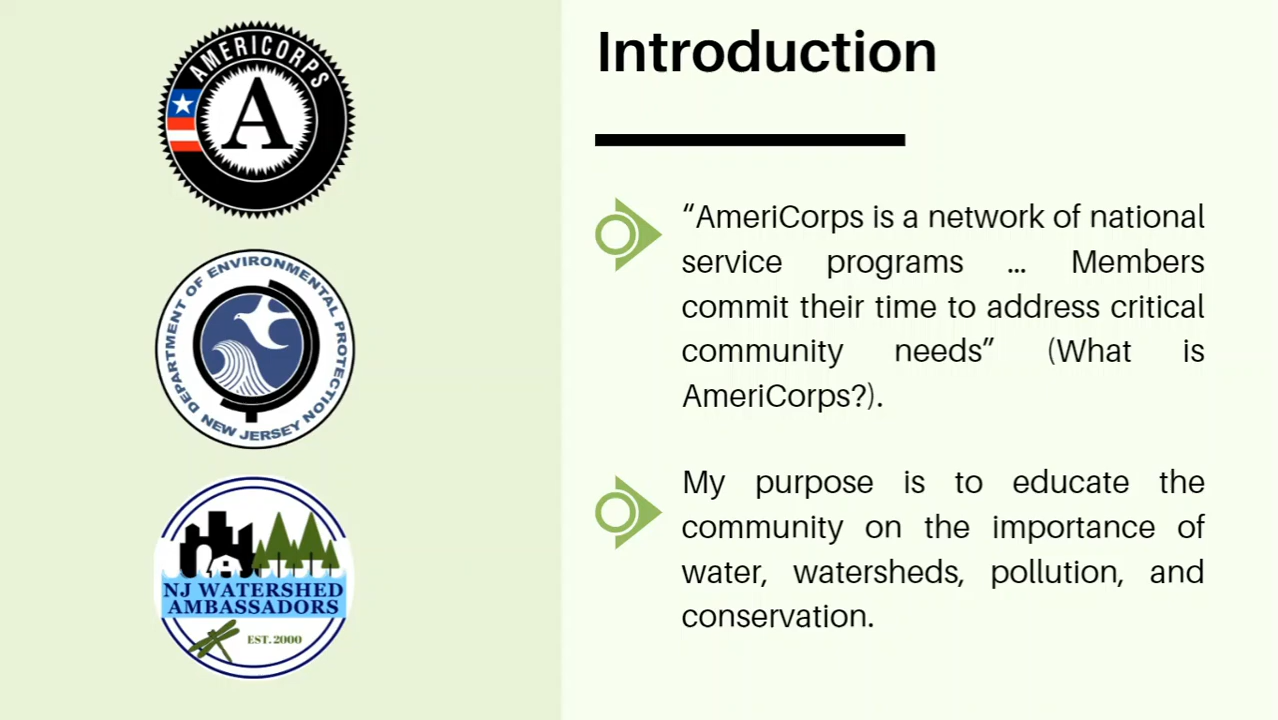 AMERICORPS
A
DEPARTMENT OF ENVIRONMENTAL PROTECTION
NEW JERSEY
NJ WATERSHED
AMBASSADORS
EST. 2000
Introduction
“AmeriCorps is a network of national
service programs ... Members
commit their time to address critical
community needs” (What is
AmeriCorps?).
My purpose is to educate the
community on the importance of
water, watersheds, pollution, and
conservation.